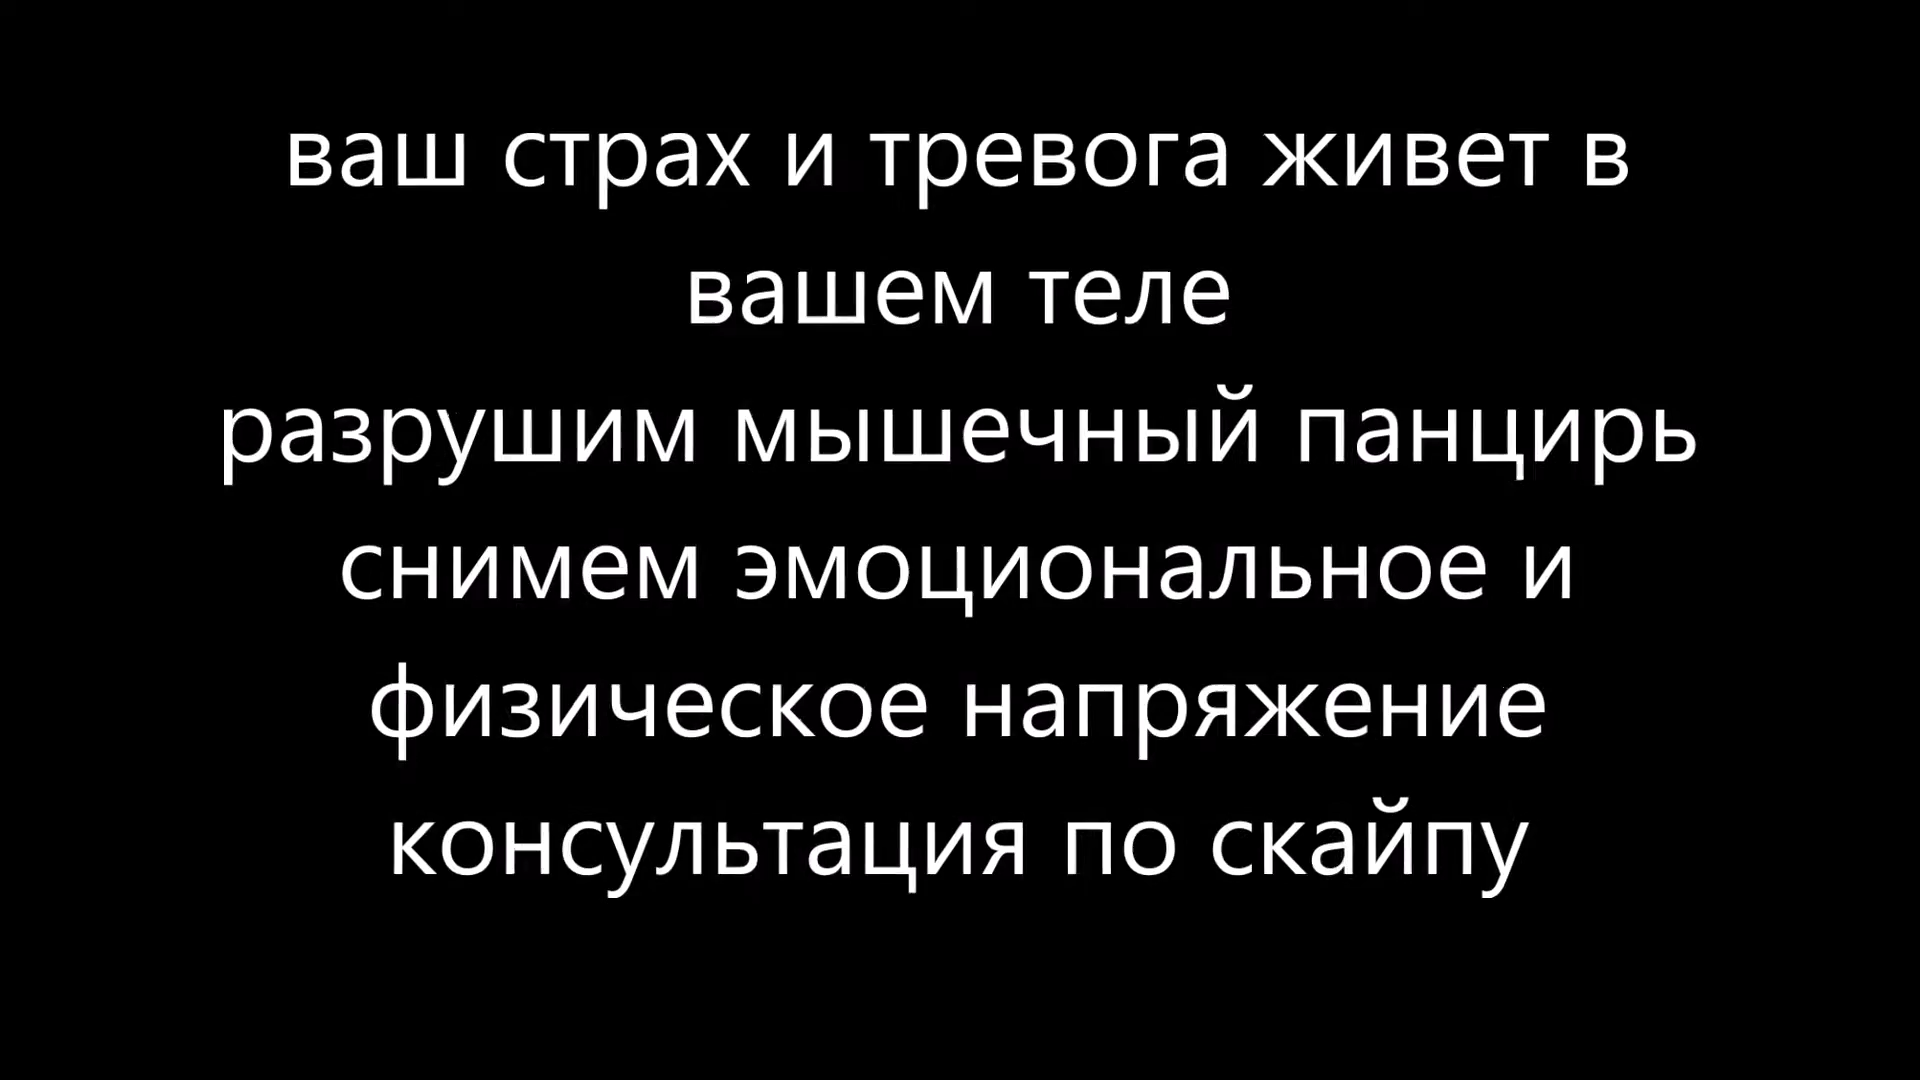 ваш страх и тревога живет в
вашем теле
разрушим мышечный панцирь
снимем эмоциональное и
физическое напряжение
консультация по скайпу